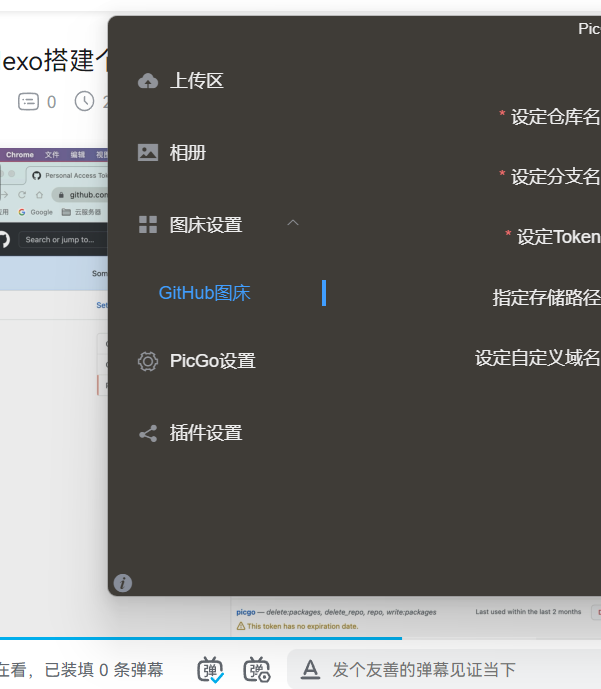 exo搭建
0
Chrome 文件 编辑 视图
Personal Access
github.com
Google 云服务器
Search or jump to...
Som
Set
Pic
上传区
相册
图床设置
GitHub图床
PicGo设置
插件设置
* 设定仓库名
* 设定分支名
* 设定Token
指定存储路径
设定自定义域名
picgo — delete:packages, delete_repo, repo, write:packages
Last used within the last 2 months
This token has no expiration date.
在看，已装填 0 条弹幕
弹
弹
A
发个友善的弹幕见证当下